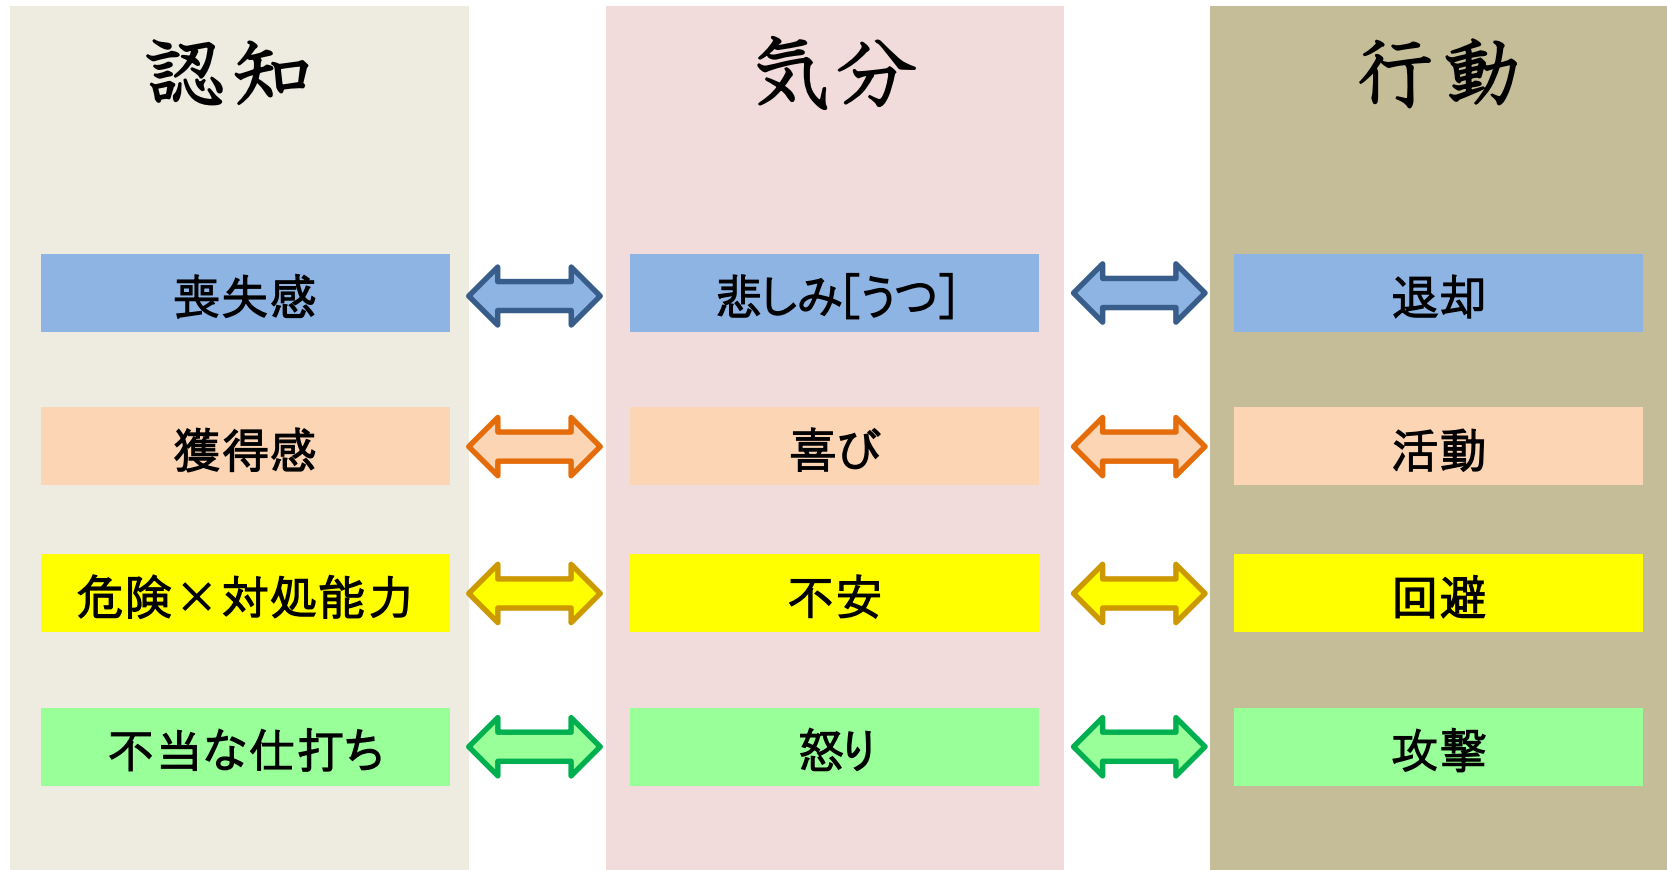 認知
気分
行動
喪失感
悲しみ[うつ]
退却
獲得感
喜び
活動
危険×対処能力
不安
回避
不当な仕打ち
怒り
攻撃